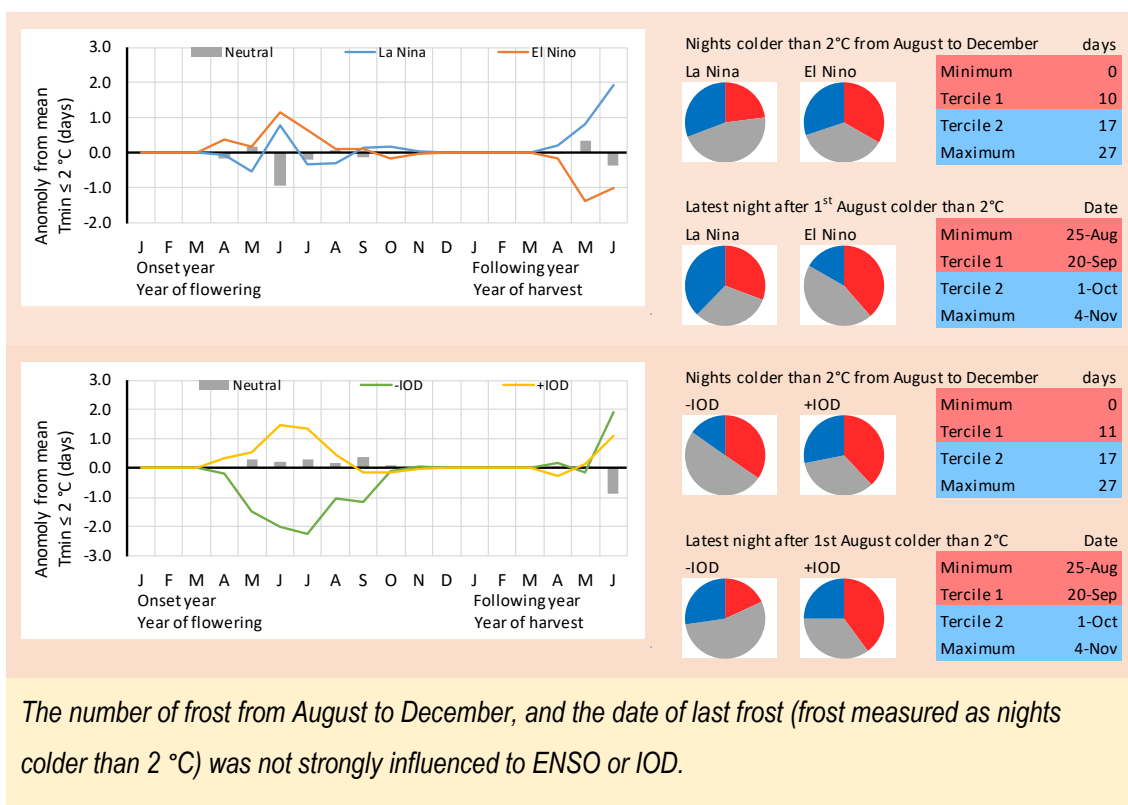 3.0
2.0
1.0
0.0
-1.0
-2.0
Anomoly from mean
Tmin ≤ 2 °C (days)
Neutral La Nina El Nino
J F M A M J J A S O N D J F M A M J
Onset year Following year
Year of flowering Year of harvest
Nights colder than 2°C from August to December days
La Nina El Nino
Minimum 0
Tercile 1 10
Tercile 2 17
Maximum 27
Latest night after 1st August colder than 2°C Date
La Nina El Nino
Minimum 25-Aug
Tercile 1 20-Sep
Tercile 2 1-Oct
Maximum 4-Nov
3.0
2.0
1.0
0.0
-1.0
-2.0
-3.0
Anomoly from mean
Tmin ≤ 2 °C (days)
Neutral -IOD +IOD
J F M A M J J A S O N D J F M A M J
Onset year Following year
Year of flowering Year of harvest
Nights colder than 2°C from August to December days
-IOD +IOD
Minimum 0
Tercile 1 11
Tercile 2 17
Maximum 27
Latest night after 1st August colder than 2°C Date
-IOD +IOD
Minimum 25-Aug
Tercile 1 20-Sep
Tercile 2 1-Oct
Maximum 4-Nov
The number of frost from August to December, and the date of last frost (frost measured as nights
colder than 2 °C) was not strongly influenced to ENSO or IOD.